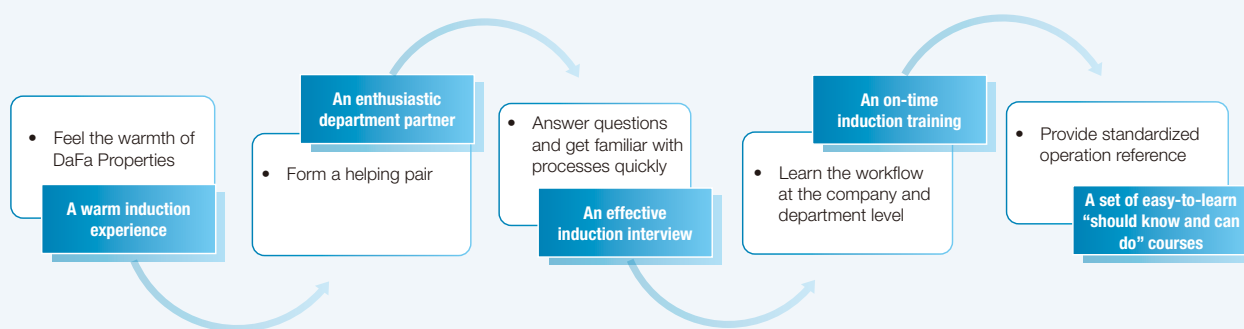 • Feel the warmth of
DaFa Properties
A warm induction
experience
An enthusiastic
department partner
• Form a helping pair
• Answer questions
and get familiar with
processes quickly
An effective
induction interview
An on-time
induction training
• Learn the workflow
at the company and
department level
• Provide standardized
operation reference
A set of easy-to-learn
“should know and can
do” courses